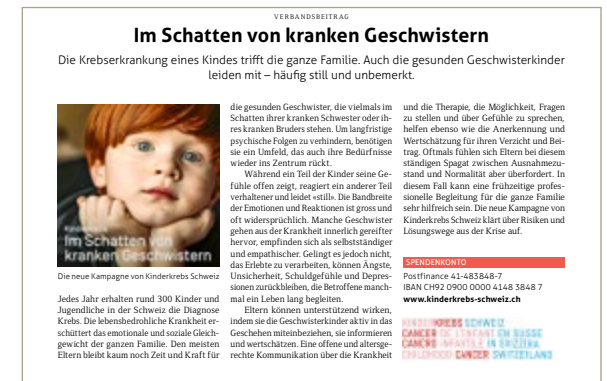 VERBANDSBEITRAG
Im Schatten von kranken Geschwistern
Die Krebserkrankung eines Kindes trifft die ganze Familie. Auch die gesunden Geschwisterkinder
leiden mit – häufig still und unbemerkt.
Im Schatten von
kranken Geschwistern
Die neue Kampagne von Kinderkrebs Schweiz
Jedes Jahr erhalten rund 300 Kinder und
Jugendliche in der Schweiz die Diagnose
Krebs. Die lebensbedrohliche Krankheit er-
schüttert das emotionale und soziale Gleich-
gewicht der ganzen Familie. Den meisten
Eltern bleibt kaum noch Zeit und Kraft für
die gesunden Geschwister, die vielmals im
Schatten ihrer kranken Schwester oder ih-
res kranken Bruders stehen. Um langfristige
psychische Folgen zu verhindern, benötigen
sie ein Umfeld, das auch ihre Bedürfnisse
wieder ins Zentrum rückt.
Während ein Teil der Kinder seine Ge-
fühle offen zeigt, reagiert ein anderer Teil
verhaltener und leidet «still». Die Bandbreite
der Emotionen und Reaktionen ist gross und
oft widersprüchlich. Manche Geschwister
gehen aus der Krankheit innerlich gereifter
hervor, empfinden sich als selbstständiger
und empathischer. Gelingt es jedoch nicht,
das Erlebte zu verarbeiten, können Ängste,
Unsicherheit, Schuldgefühle und Depres-
sionen zurückbleiben, die Betroffene manch-
mal ein Leben lang begleiten.
Eltern können unterstützend wirken,
indem sie die Geschwisterkinder aktiv in das
Geschehen miteinbeziehen, sie informieren
und wertschätzen. Eine offene und altersge-
rechte Kommunikation über die Krankheit
und die Therapie, die Möglichkeit, Fragen
zu stellen und über Gefühle zu sprechen,
helfen ebenso wie die Anerkennung und
Wertschätzung für ihren Verzicht und Bei-
trag. Oftmals fühlen sich Eltern bei diesem
ständigen Spagat zwischen Ausnahmezu-
stand und Normalität aber überfordert. In
diesem Fall kann eine frühzeitige profes-
sionelle Begleitung für die ganze Familie
sehr hilfreich sein. Die neue Kampagne von
Kinderkrebs Schweiz klärt über Risiken und
Lösungswege aus der Krise auf.
SPENDENKONTO
Postfinance 41-483848-7
IBAN CH92 0900 0000 4148 3848 7
www.kinderkrebs-schweiz.ch
KINDERKREBS SCHWEIZ
CANCER DE L'ENFANT EN SUISSE
CANCRO INFANTILE IN SVIZZERA
CHILDHOOD CANCER SWITZERLAND